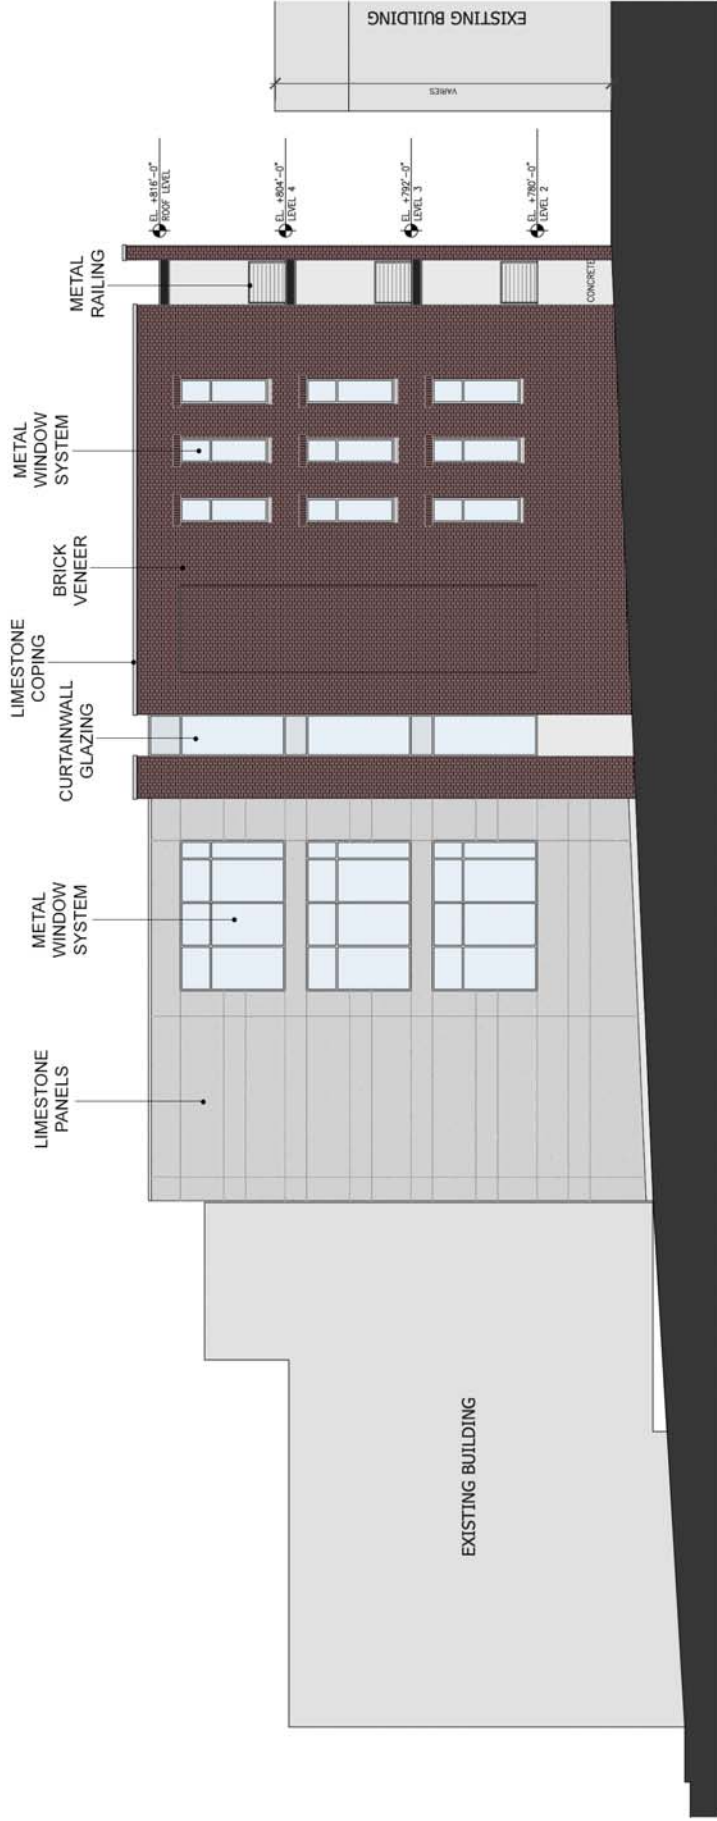 LIMESTONE
PANELS
METAL
WINDOW
SYSTEM
CURTAINWALL
GLAZING
LIMESTONE
COPING
BRICK
VENEER
METAL
WINDOW
SYSTEM
METAL
RAILING
EL. +816'-0"
ROOF LEVEL
EL. +804'-0"
LEVEL 4
EL. +792'-0"
LEVEL 3
EL. +780'-0"
LEVEL 2
CONCRETE
VARIES
EXISTING BUILDING
EXISTING BUILDING